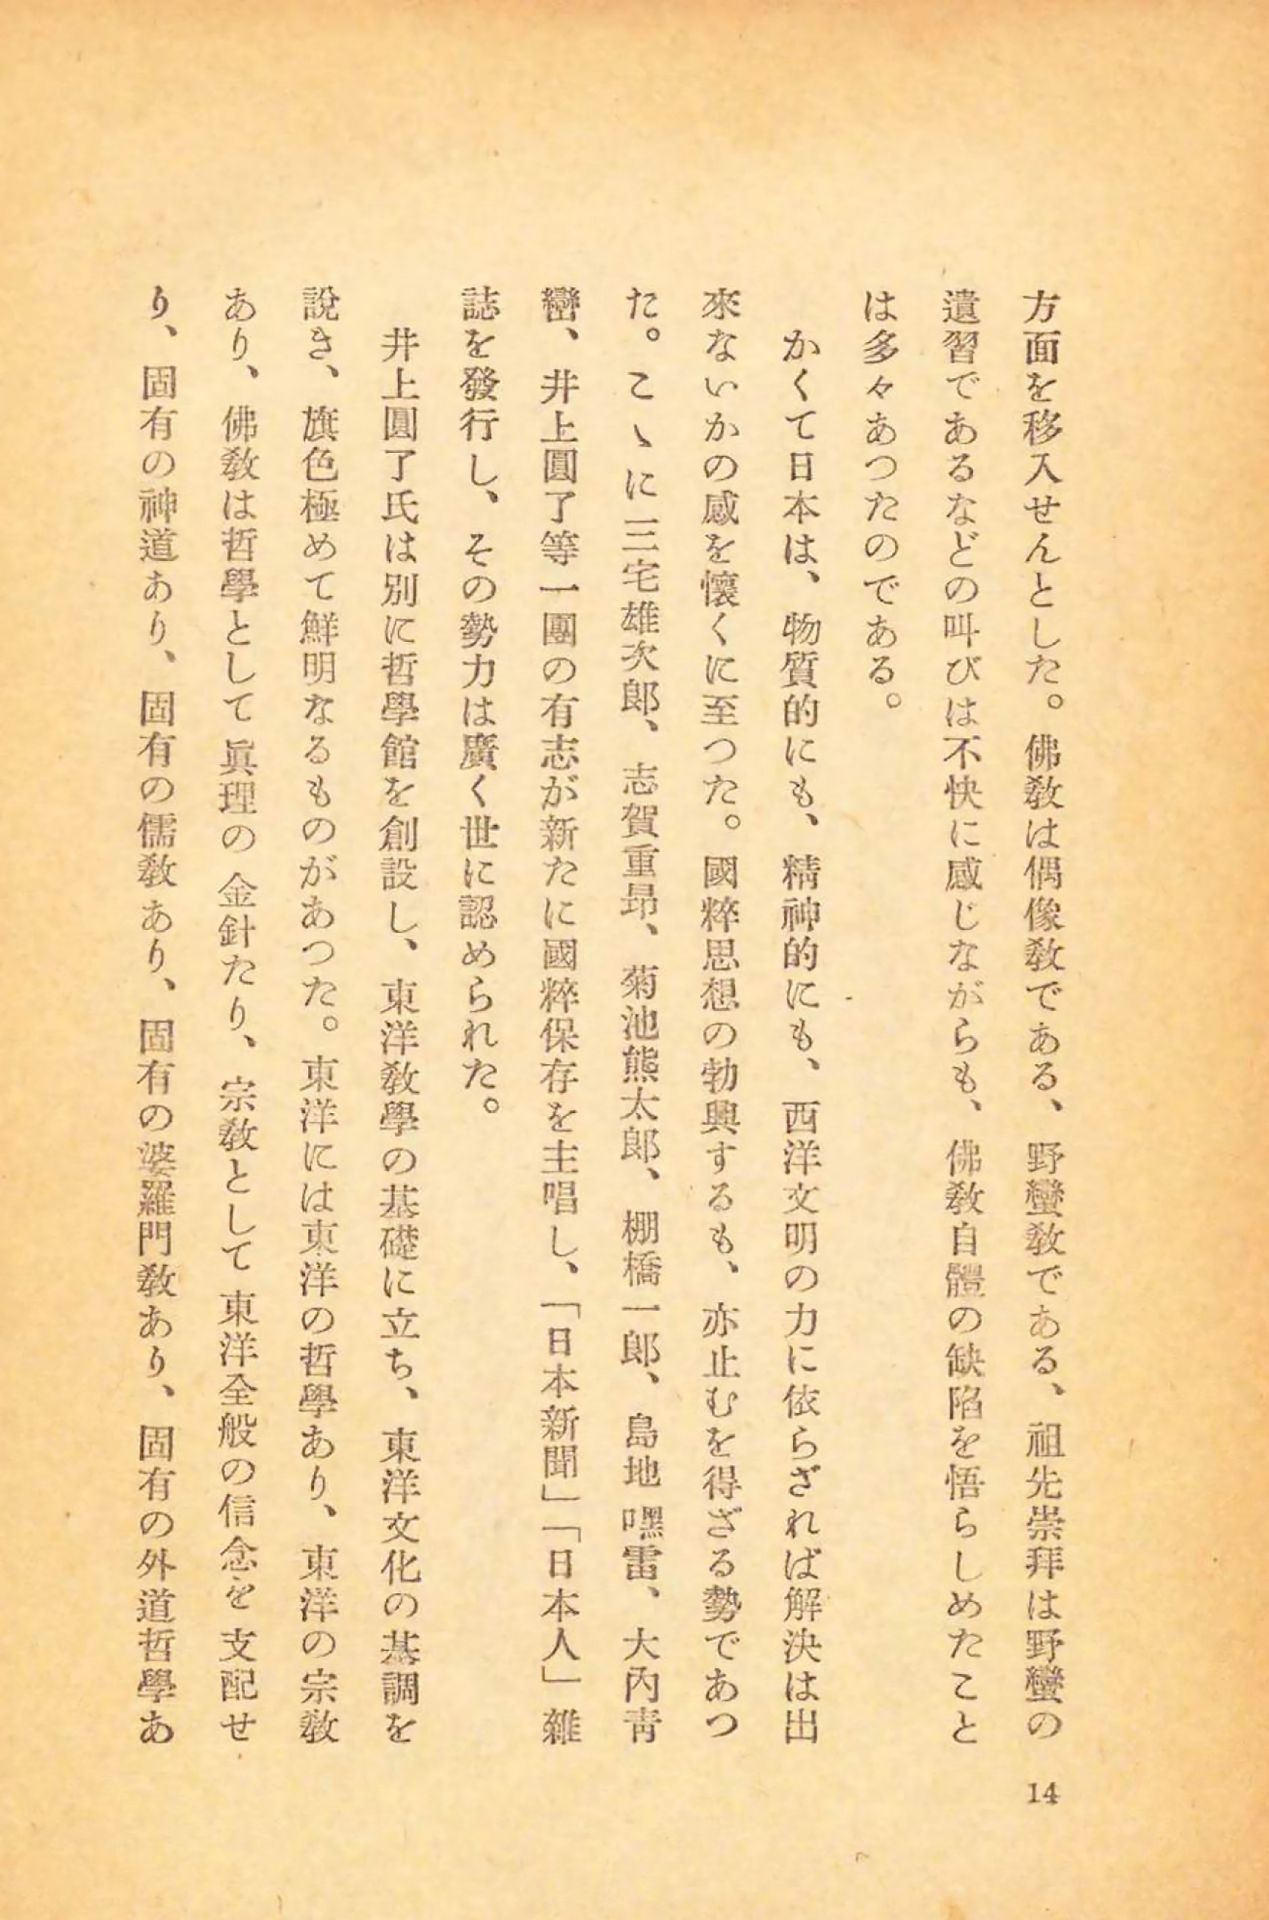 方面を移入せんとした。佛敎は偶像敎である、野蠻敎である、祖先崇拜は野蠻の
遺習であるなどの叫びは不快に感じながらも、佛敎自體の缺陷を悟らしめたこと
は多々あつたのである。
かくて日本は、物質的にも、精神的にも、西洋文明の力に依らざれば解決は出
來ないかの感を懷くに至つた。國粹思想の勃興するも、亦止むを得ざる勢であつ
た。こゝに三宅雄次郎、志賀重昂、菊池熊太郎、棚橋一郎、島地嘿雷、大內靑
巒、井上圓了等一團の有志が新たに國粹保存を主唱し、「日本新聞」「日本人」雜
誌を發行し、その勢力は廣く世に認められた。
井上圓了氏は別に哲學館を創設し、東洋敎學の基礎に立ち、東洋文化の基調を
說き、旗色極めて鮮明なるものがあつた。東洋には東洋の哲學あり、東洋の宗敎
あり、佛敎は哲學として眞理の金針たり、宗敎として東洋全般の信念を支配せ
り、固有の神道あり、固有の儒敎あり、固有の婆羅門敎あり、固有の外道哲學あ
14